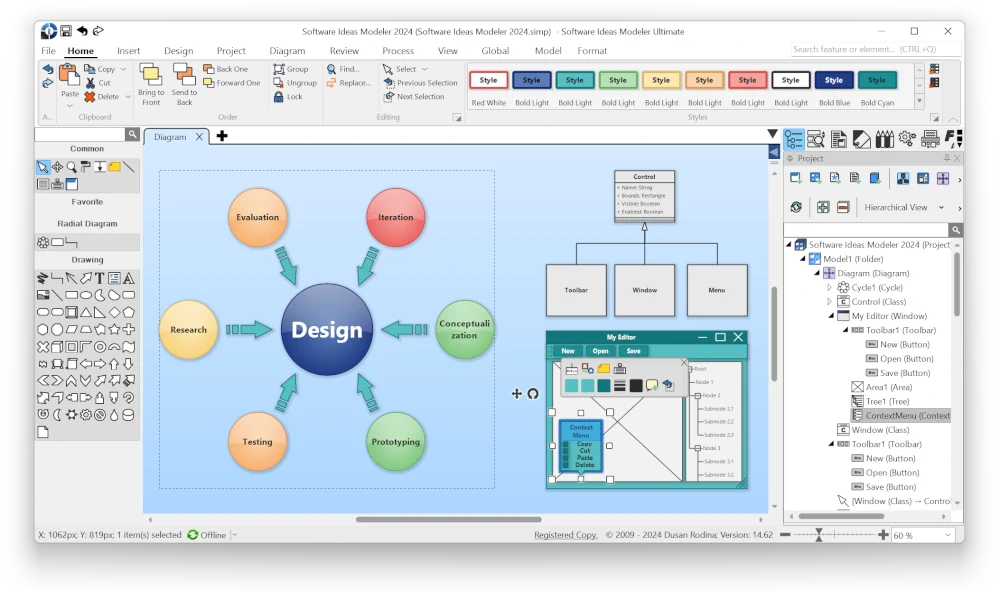 Software Ideas Modeler 2024 (Software Ideas Modeler 2024.simp) - Software Ideas Modeler Ultimate
File Home Insert Design Project Diagram Review Process View Global Model Format
Search feature or element... (CTRL+Q)
Paste
Copy
Cut
Delete
Bring to Front
Send to Back
Back One
Forward One
Group
Ungroup
Lock
Find...
Replace...
Select
Previous Selection
Next Selection
Style Style Style Style Style Style Style Style Style Style
Red White Bold Light Bold Light Bold Light Bold Light Bold Light Bold Light Bold Light Bold Blue Bold Cyan
A... Clipboard Order Editing Styles
Diagram
Common
Favorite
Radial Diagram
Drawing
Evaluation
Iteration
Research
Design
Conceptuali
zation
Testing
Prototyping
Control
+ Name: String
+ Bounds: Rectangle
+ Visible: Boolean
+ Enabled: Boolean
Toolbar
Window
Menu
My Editor
New Open Save
Root
Node 1
Node 2
Subnode 2.1
Subnode 2.2
Subnode 2.3
Node 3
Subnode 3.1
Subnode 3.2
Context
Menu
Copy
Cut
Paste
Delete
Project
Hierarchical View
Software Ideas Modeler 2024 (Project
Model1 (Folder)
Diagram (Diagram)
Cycle1 (Cycle)
Control (Class)
My Editor (Window)
Toolbar1 (Toolbar)
New (Button)
Open (Button)
Save (Button)
Area1 (Area)
Tree1 (Tree)
ContextMenu (Context
Window (Class)
Toolbar1 (Toolbar)
New (Button)
Open (Button)
Save (Button)
[Window (Class) → Contro
X: 1062px; Y: 819px; 1 item(s) selected
Offline
Registered Copy.
© 2009 - 2024 Dusan Rodina; Version: 14.62
60 %